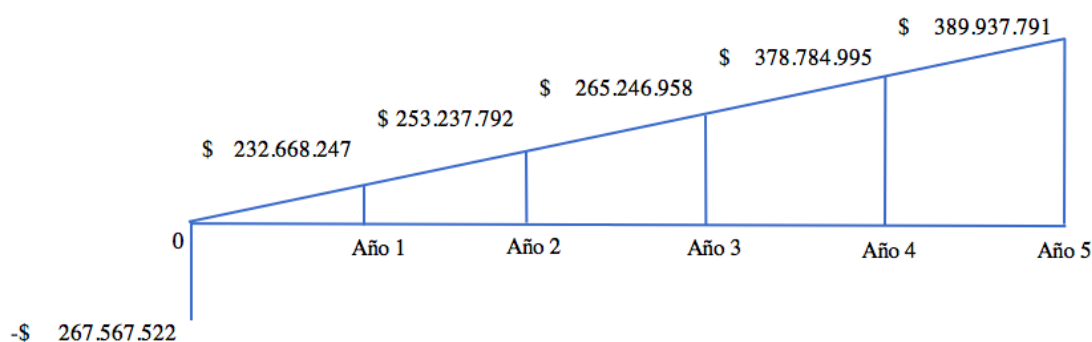 $ 389.937.791
$ 378.784.995
$ 265.246.958
$ 253.237.792
$ 232.668.247
0
Año 1
Año 2
Año 3
Año 4
Año 5
-$ 267.567.522